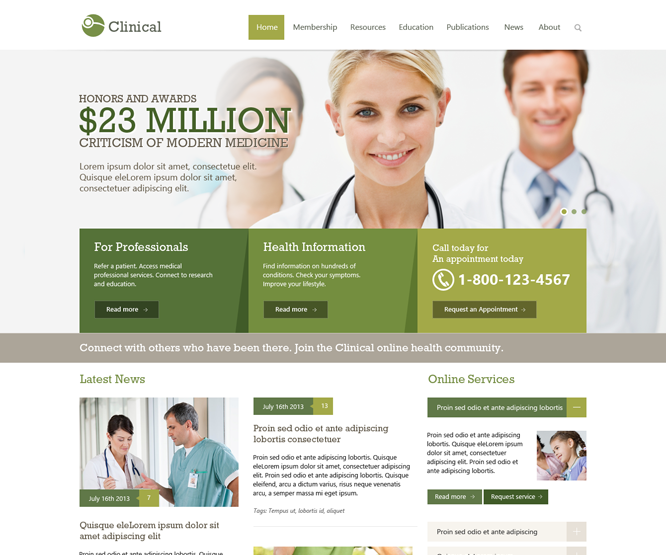 Clinical
Home
Membership
Resources
Education
Publications
News
About
HONORS AND AWARDS
$23 MILLION
CRITICISM OF MODERN MEDICINE
Lorem ipsum dolor sit amet, consectetue elit.
Quisque eleLorem ipsum dolor sit amet,
consectetuer adipiscing elit.
For Professionals
Refer a patient. Access medical
professional services. Connect to research
and education.
Read more
Health Information
Find information on hundreds of
conditions. Check your symptoms.
Improve your lifestyle.
Read more
Call today for
An appointment today
1-800-123-4567
Request an Appointment
Connect with others who have been there. Join the Clinical online health community.
Latest News
July 16th 2013
7
Quisque eleLorem ipsum dolor sit
amet adipiscing elit
Proin sed odio et ante adipiscing lobortis. Quisque
July 16th 2013
13
Proin sed odio et ante adipiscing
lobortis consectetuer
Proin sed odio et ante adipiscing lobortis. Quisque
eleLorem ipsum dolor sit amet, consectetuer adipiscing
elit. Proin sed odio et ante adipiscing lobortis. Quisque
eleifend, arcu a dictum varius, risus neque venenatis
arcu, a semper massa mi eget ipsum.
Tags: Tempus ut, lobortis id, aliquet
Online Services
Proin sed odio et ante adipiscing lobortis
Proin sed odio et ante adipiscing
lobortis. Quisque eleLorem ipsum
dolor sit amet, consectetuer
adipiscing elit. Proin sed odio et
ante adipiscing lobortis.
Read more
Request service
Proin sed odio et ante adipiscing